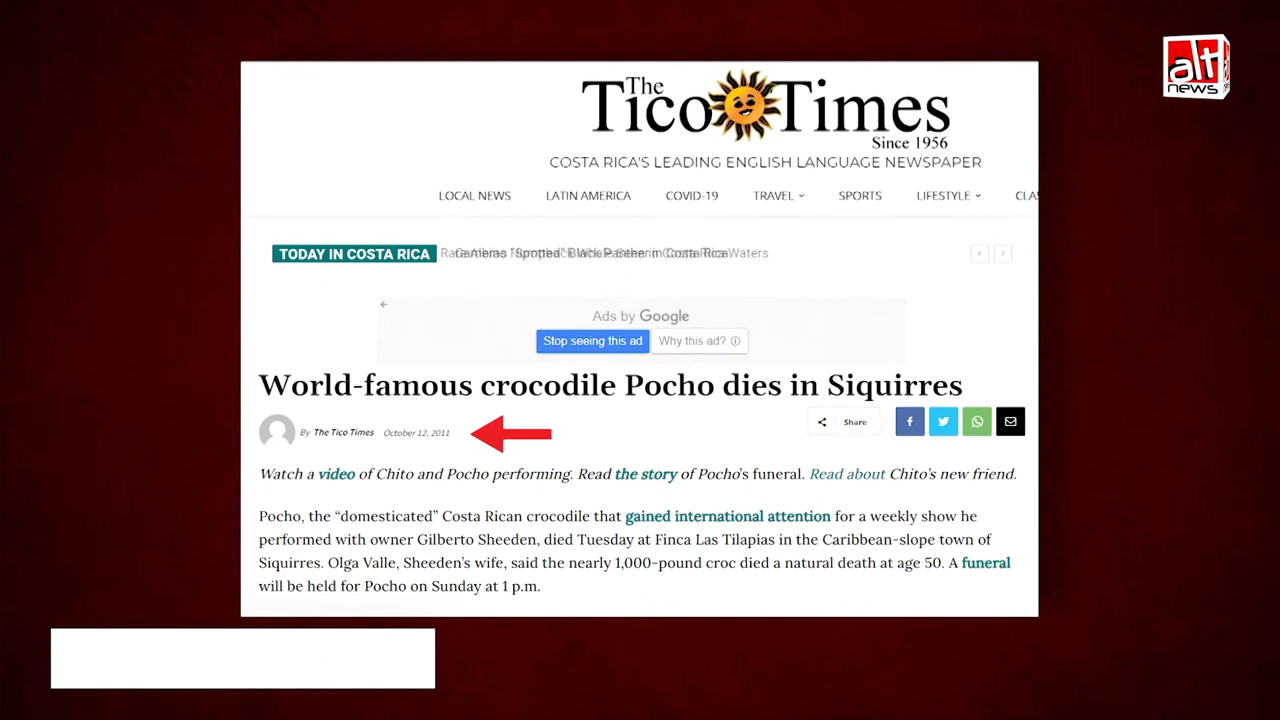 alt
news
The
Tico Times
Since 1956
COSTA RICA'S LEADING ENGLISH LANGUAGE NEWSPAPER
LOCAL NEWS LATIN AMERICA COVID-19 TRAVEL SPORTS LIFESTYLE CLAS
TODAY IN COSTA RICA
Ads by Google
Stop seeing this ad Why this ad?
World-famous crocodile Pocho dies in Siquirres
By The Tico Times October 12, 2011
Share
Watch a video of Chito and Pocho performing. Read the story of Pocho's funeral. Read about Chito's new friend.
Pocho, the “domesticated” Costa Rican crocodile that gained international attention for a weekly show he
performed with owner Gilberto Sheeden, died Tuesday at Finca Las Tilapias in the Caribbean-slope town of
Siquirres. Olga Valle, Sheeden’s wife, said the nearly 1,000-pound croc died a natural death at age 50. A funeral
will be held for Pocho on Sunday at 1 p.m.